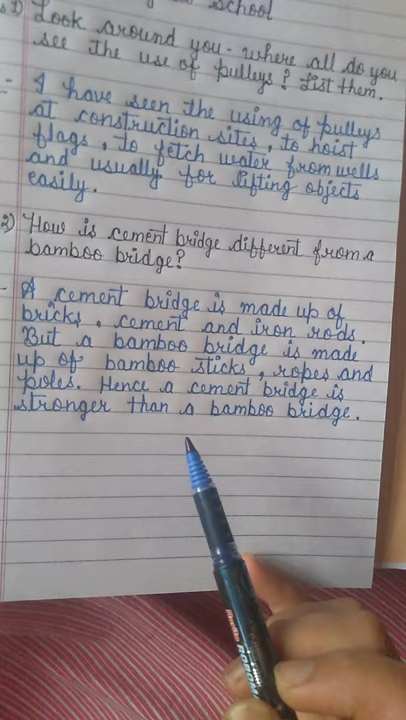 school
1) Look around you - where all do you
see the use of pulleys? List them.
- I have seen the using of pulleys
at construction sites, to hoist
flags, to fetch water from wells
and usually for lifting objects
easily.
2) How is cement bridge different from a
bamboo bridge?
- A cement bridge is made up of
bricks, cement and iron rods.
But a bamboo bridge is made
up of bamboo sticks, ropes and
poles. Hence a cement bridge is
stronger than a bamboo bridge.